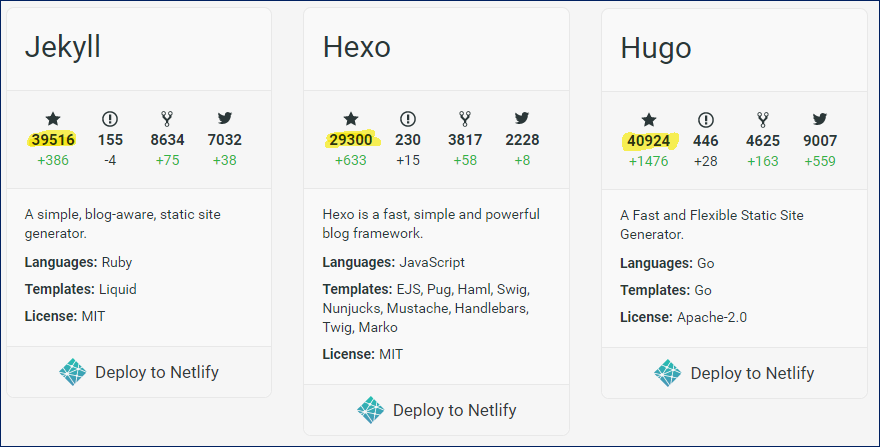 Jekyll
39516 155 8634 7032
+386 -4 +75 +38
A simple, blog-aware, static site
generator.
Languages: Ruby
Templates: Liquid
License: MIT
Deploy to Netlify
Hexo
29300 230 3817 2228
+633 +15 +58 +8
Hexo is a fast, simple and powerful
blog framework.
Languages: JavaScript
Templates: EJS, Pug, Haml, Swig,
Nunjucks, Mustache, Handlebars,
Twig, Marko
License: MIT
Deploy to Netlify
Hugo
40924 446 4625 9007
+1476 +28 +163 +559
A Fast and Flexible Static Site
Generator.
Languages: Go
Templates: Go
License: Apache-2.0
Deploy to Netlify